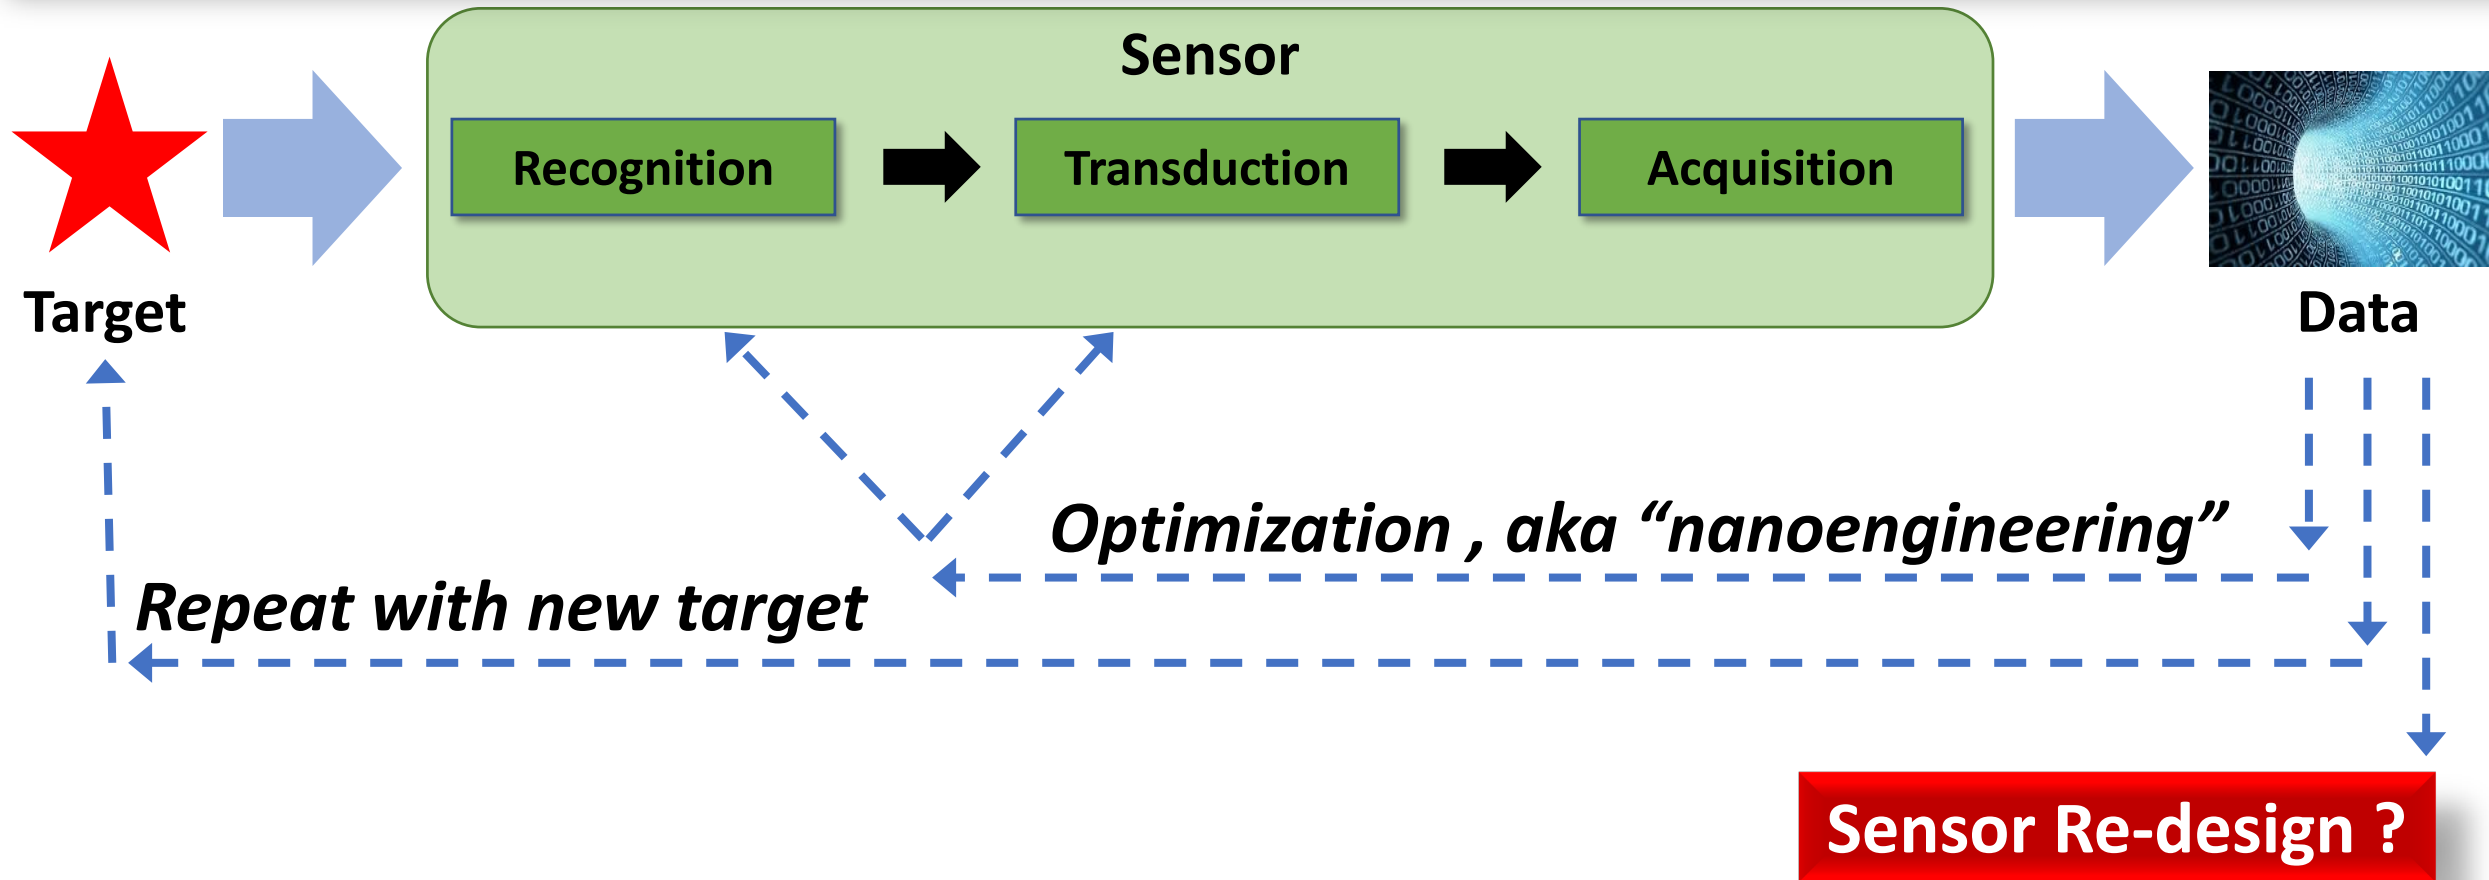 Sensor
Recognition
Transduction
Acquisition
Target
Data
Optimization , aka “nanoengineering”
Repeat with new target
Sensor Re-design ?